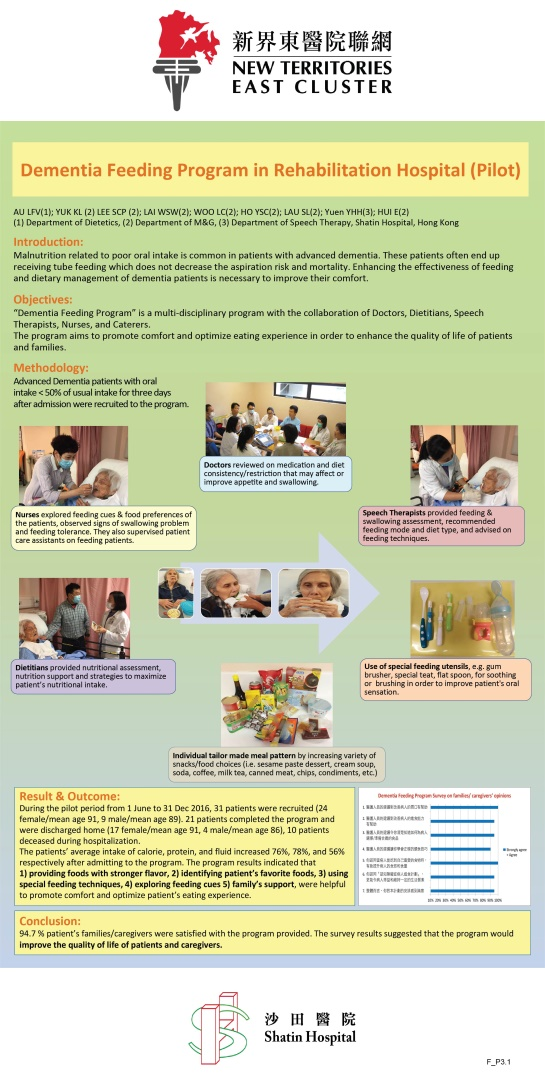 新界東醫院聯網
NEW TERRITORIES
EAST CLUSTER
Dementia Feeding Program in Rehabilitation Hospital (Pilot)
AU LFV(1); YUK KL (2) LEE SCP (2); LAI WSW(2); WOO LC(2); HO YSC(2); LAU SL(2); Yuen YHH(3); HUI E(2)
(1) Department of Dietetics, (2) Department of M&G, (3) Department of Speech Therapy, Shatin Hospital, Hong Kong
Introduction:
Malnutrition related to poor oral intake is common in patients with advanced dementia. These patients often end up
receiving tube feeding which does not decrease the aspiration risk and mortality. Enhancing the effectiveness of feeding
and dietary management of dementia patients is necessary to improve their comfort.
Objectives:
“Dementia Feeding Program” is a multi-disciplinary program with the collaboration of Doctors, Dietitians, Speech
Therapists, Nurses, and Caterers.
The program aims to promote comfort and optimize eating experience in order to enhance the quality of life of patients
and families.
Methodology:
Advanced Dementia patients with oral
intake < 50% of usual intake for three days
after admission were recruited to the program.
Doctors reviewed on medication and diet
consistency/restriction that may affect or
improve appetite and swallowing.
Nurses explored feeding cues & food preferences of
the patients, observed signs of swallowing problem
and feeding tolerance. They also supervised patient
care assistants on feeding patients.
Speech Therapists provided feeding &
swallowing assessment, recommended
feeding mode and diet type, and advised on
feeding techniques.
Dietitians provided nutritional assessment,
nutrition support and strategies to maximize
patient's nutritional intake.
Use of special feeding utensils, e.g. gum
brusher, special teat, flat spoon, for soothing
or brushing in order to improve patient's oral
sensation.
Individual tailor made meal pattern by increasing variety of
snacks/food choices (i.e. sesame paste dessert, cream soup,
soda, coffee, milk tea, canned meat, chips, condiments, etc.)
Result & Outcome:
During the pilot period from 1 June to 31 Dec 2016, 31 patients were recruited (24
female/mean age 91, 9 male/mean age 89). 21 patients completed the program and
were discharged home (17 female/mean age 91, 4 male/mean age 86), 10 patients
deceased during hospitalization.
The patients' average intake of calorie, protein, and fluid increased 76%, 78%, and 56%
respectively after admitting to the program. The program results indicated that
1) providing foods with stronger flavor, 2) identifying patient's favorite foods, 3) using
special feeding techniques, 4) exploring feeding cues 5) family's support, were helpful
to promote comfort and optimize patient's eating experience.
Dementia Feeding Program Survey on families' caregivers' opinions
Strongly agree
+ Agree
10% 20% 30% 40% 50% 60% 70% 80% 90% 100%
Conclusion:
94.7 % patient's families/caregivers were satisfied with the program provided. The survey results suggested that the program would
improve the quality of life of patients and caregivers.
沙田醫院
Shatin Hospital
F_P3.1